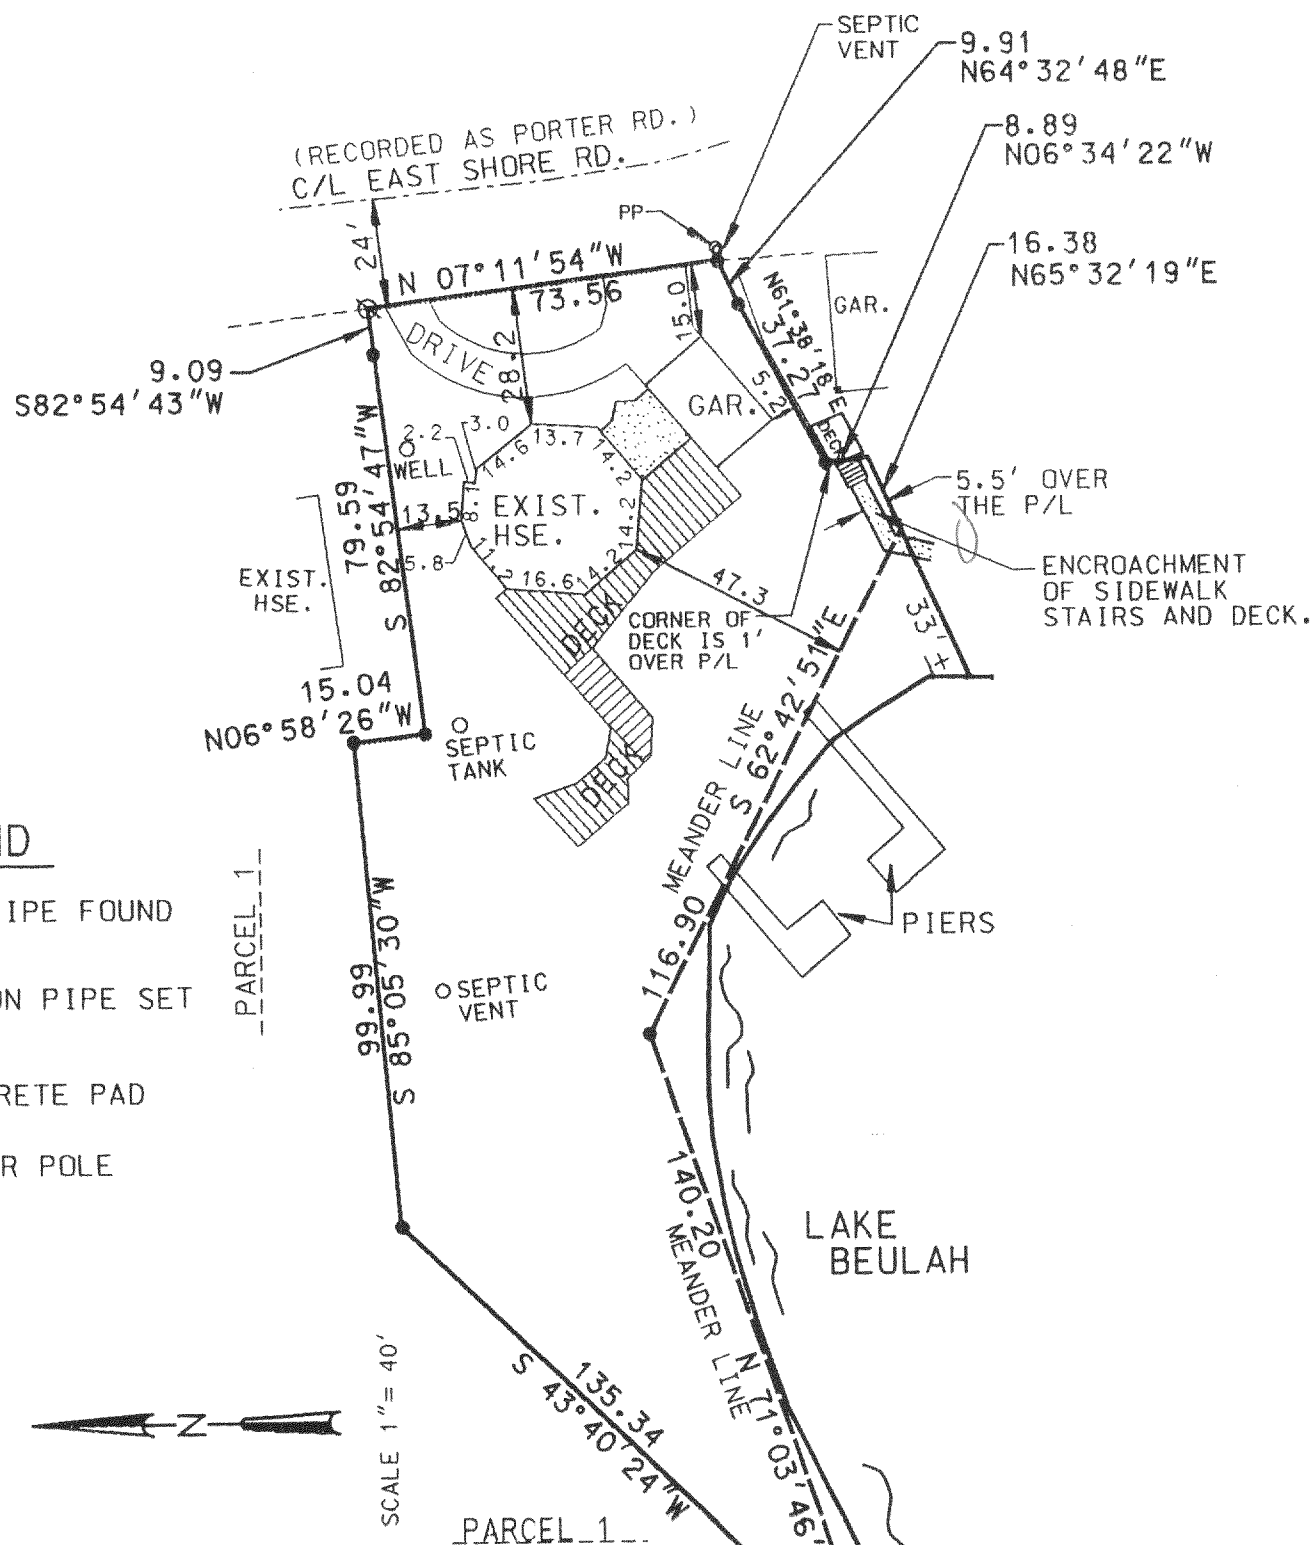 SEPTIC
VENT
9.91
N64°32'48"E
(RECORDED AS PORTER RD.)
C/L EAST SHORE RD.
8.89
N06°34'22"W
PP
24'
N 07°11'54"W
73.56
16.38
N65°32'19"E
GAR.
N61°38'18"E
37.27
15.0
DRIVE
28.2
9.09
S82°54'43"W
GAR.
5.2
DECK
2.2
3.0
WELL
14.6
13.7
14.2
14.2
14.2
16.6
11.2
5.8
8.1
13.5
EXIST.
HSE.
79.59
S 82°54'47"W
EXIST.
HSE.
5.5' OVER
THE P/L
ENCROACHMENT
OF SIDEWALK
STAIRS AND DECK.
47.3
CORNER OF
DECK IS 1'
OVER P/L
DECK
DECK
33'±
15.04
N06°58'26"W
SEPTIC
TANK
MEANDER LINE
S 62°42'51"E
116.90
ND
IPE FOUND
PARCEL 1
ON PIPE SET
RETE PAD
R POLE
99.99
S 85°05'30"W
SEPTIC
VENT
PIERS
LAKE
BEULAH
140.20
MEANDER LINE
N 71°03'46"
135.34
S 43°40'24"W
N
SCALE 1"= 40'
PARCEL 1